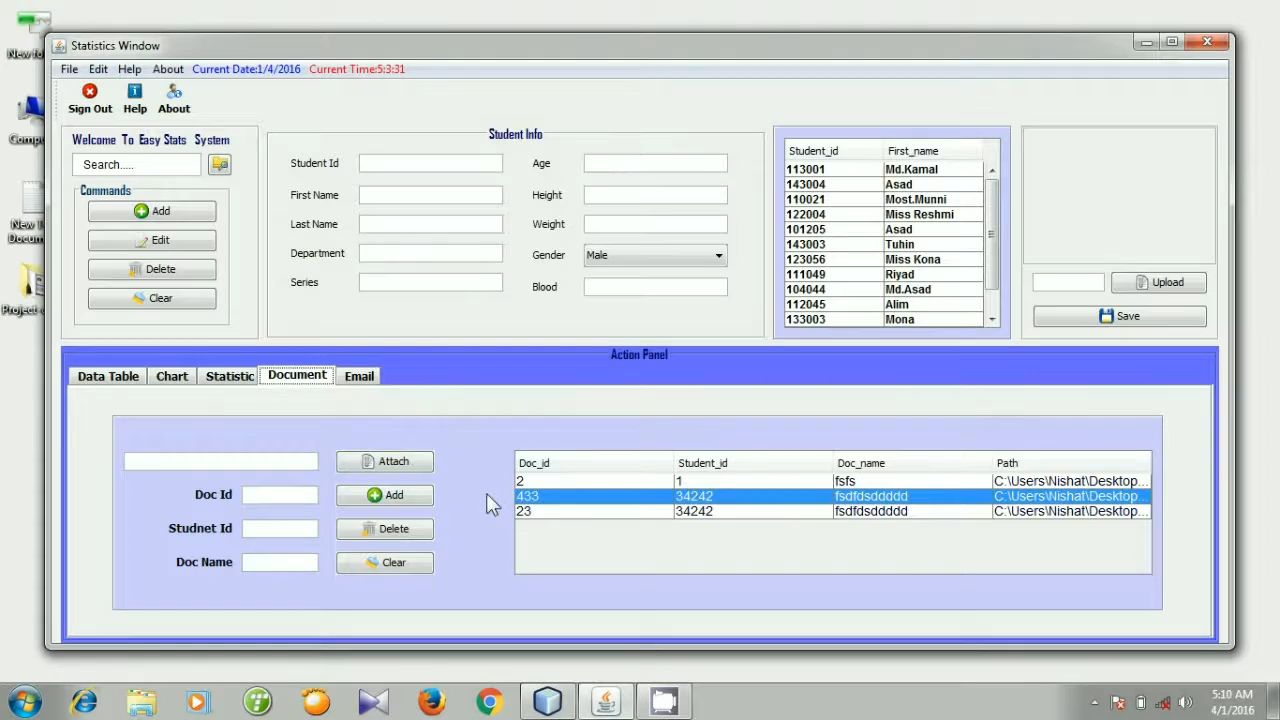 New fo
Statistics Window
File Edit Help About Current Date:1/4/2016 Current Time:5:3:31
Sign Out Help About
Compu
New T
Docum
Project-
Welcome To Easy Stats System
Search.....
Commands
Add
Edit
Delete
Clear
Student Info
Student Id Age
First Name Height
Last Name Weight
Department Gender Male
Series Blood
Student_id First_name
113001 Md.Kamal
143004 Asad
110021 Most.Munni
122004 Miss Reshmi
101205 Asad
143003 Tuhin
123056 Miss Kona
111049 Riyad
104044 Md.Asad
112045 Alim
133003 Mona
Upload
Save
Action Panel
Data Table Chart Statistic Document Email
Attach
Doc Id Add
Studnet Id Delete
Doc Name Clear
Doc_id Student_id Doc_name Path
2 1 fsfs C:\Users\Nishat\Desktop...
433 34242 fsdfdsddddd C:\Users\Nishat\Desktop...
23 34242 fsdfdsddddd C:\Users\Nishat\Desktop...
5:10 AM
4/1/2016